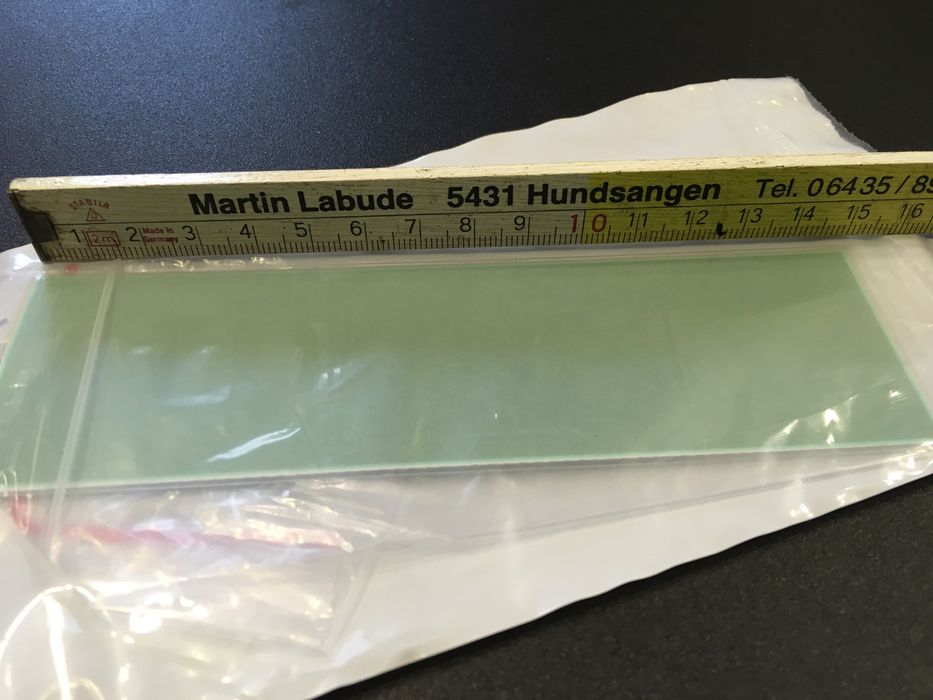 STABILA
Martin Labude 5431 Hundsangen Tel. 06435/89
1 2m 2 Made in Germany 3 4 5 6 7 8 9 10 11 12 13 14 15 16